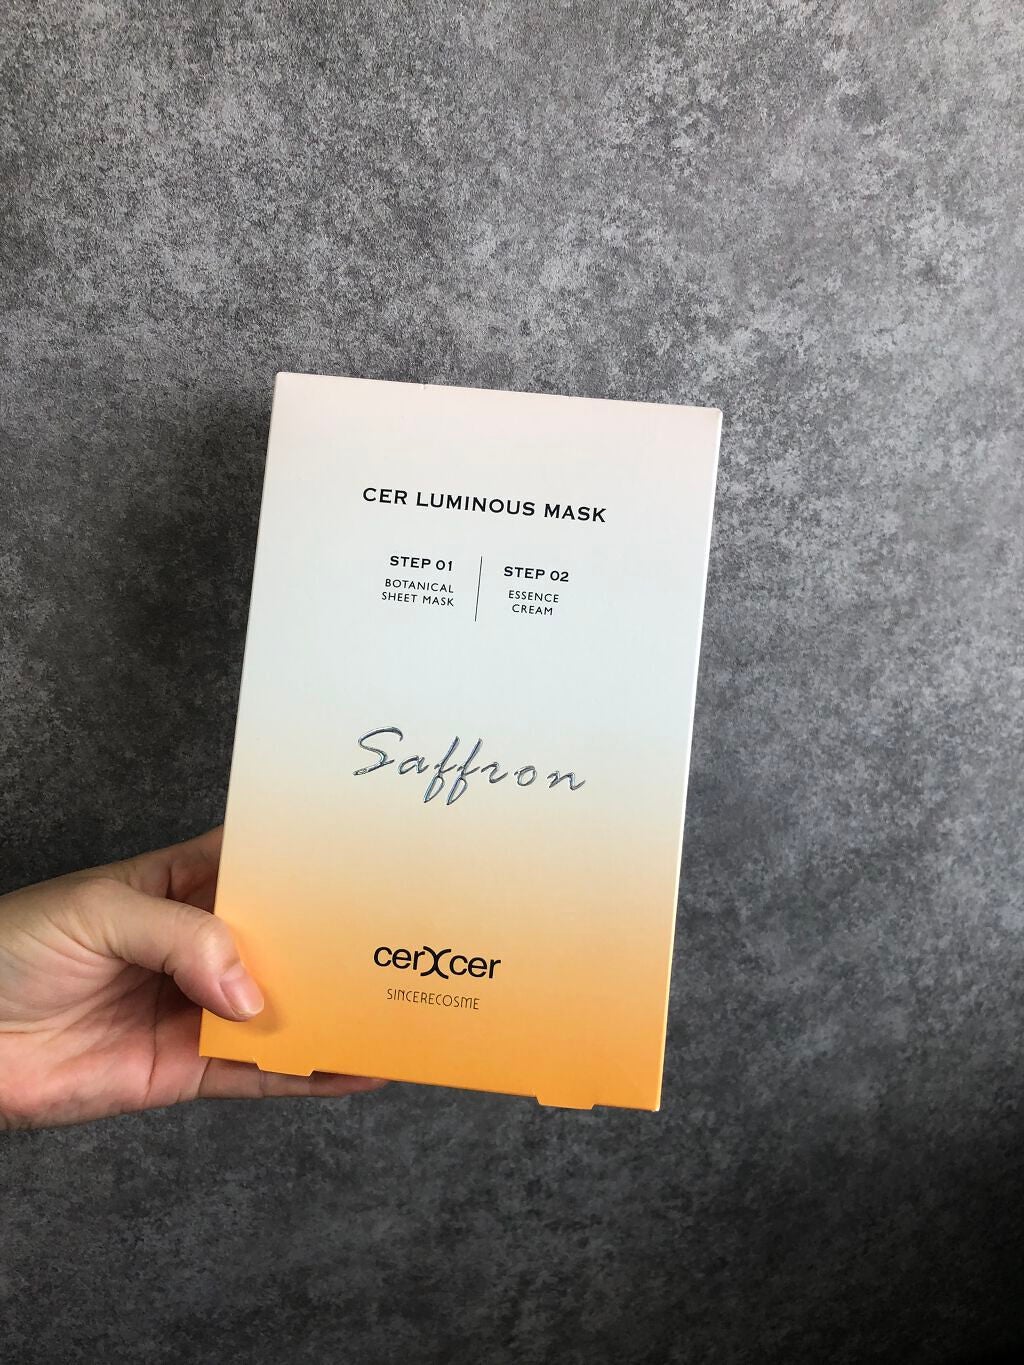 CER LUMINOUS MASK
STEP 01
BOTANICAL
SHEET MASK
STEP 02
ESSENCE
CREAM
Saffron
cerXcer
SINCERECOSME